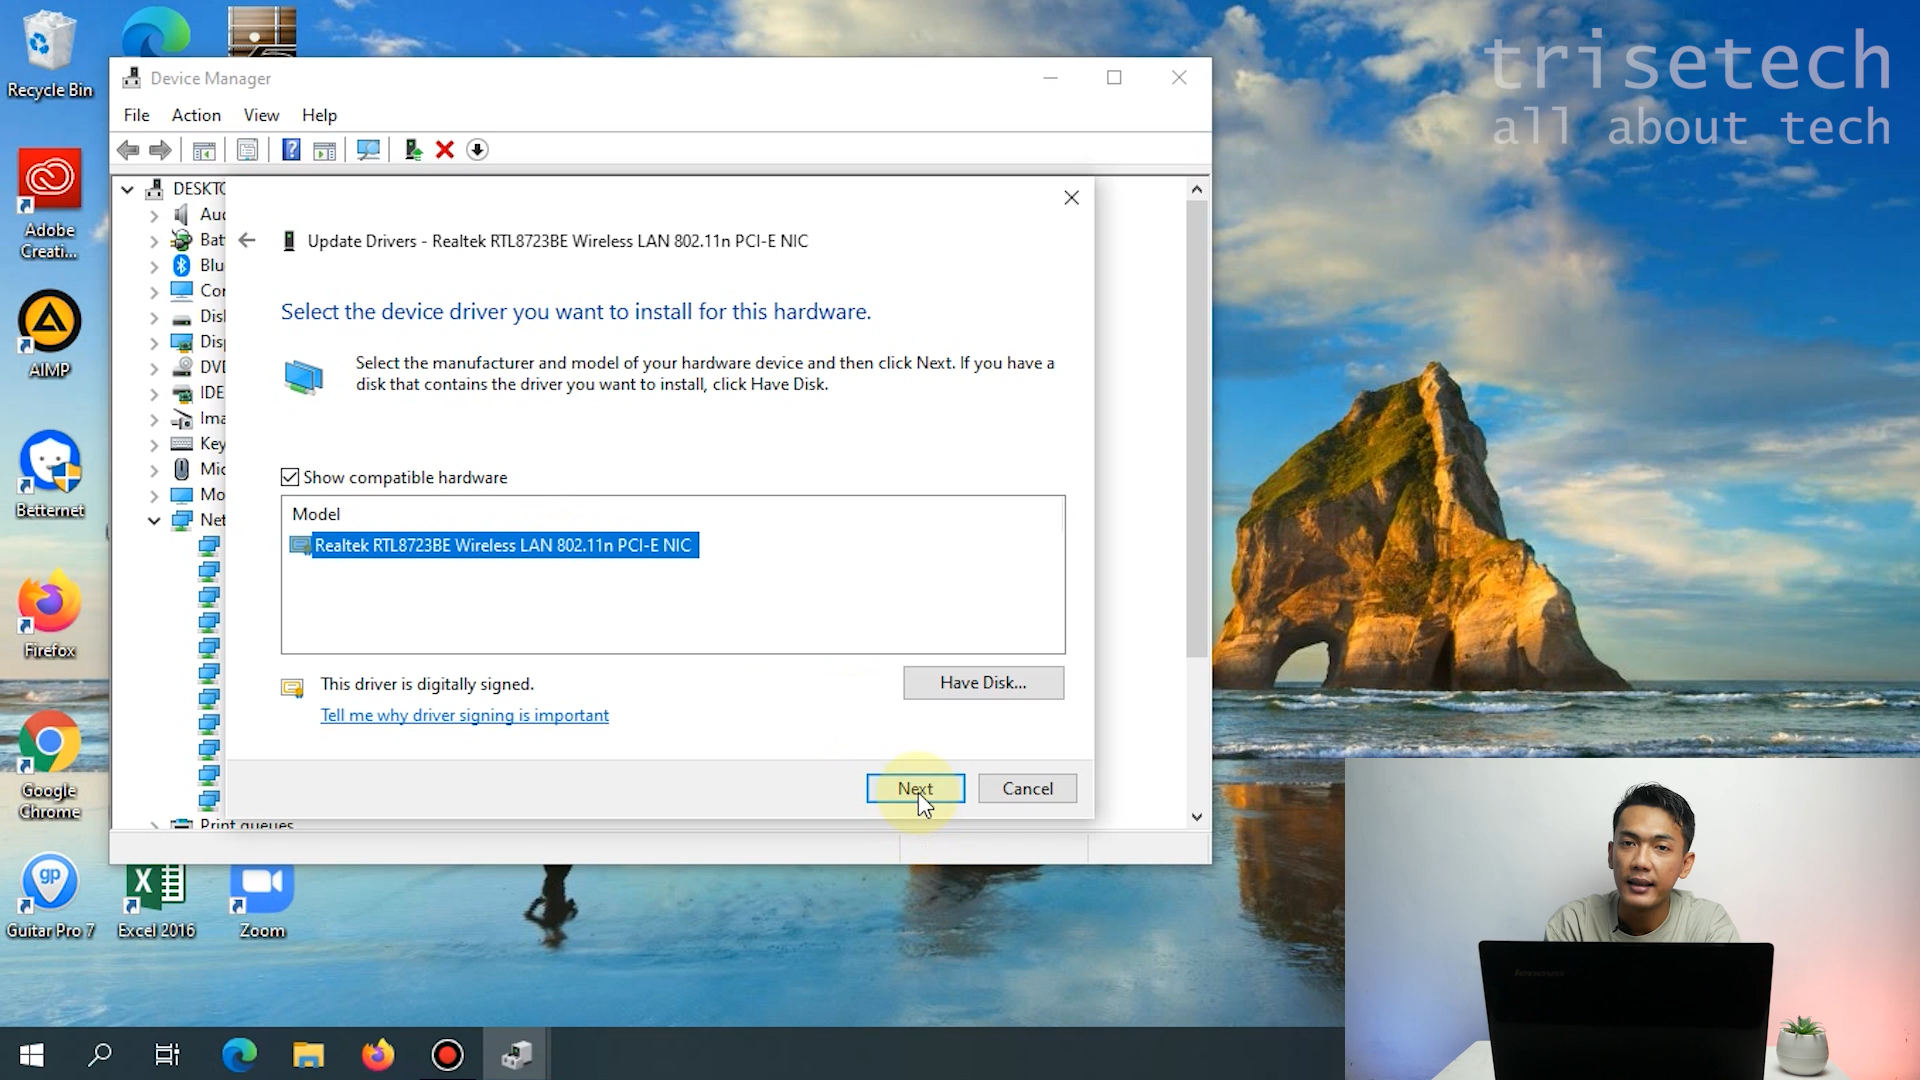 trisetech
all about tech
Recycle Bin
Device Manager
File Action View Help
DESKTO
Aud
Bat
Blu
Cor
Disl
Disp
DVD
IDE
Ima
Key
Mic
Mo
Net
Print queues
Update Drivers - Realtek RTL8723BE Wireless LAN 802.11n PCI-E NIC
Select the device driver you want to install for this hardware.
Select the manufacturer and model of your hardware device and then click Next. If you have a
disk that contains the driver you want to install, click Have Disk.
Show compatible hardware
Model
Realtek RTL8723BE Wireless LAN 802.11n PCI-E NIC
This driver is digitally signed.
Tell me why driver signing is important
Have Disk...
Next
Cancel
Adobe
Creati...
AIMP
Betternet
Firefox
Google
Chrome
gp
Guitar Pro 7
Excel 2016
Zoom